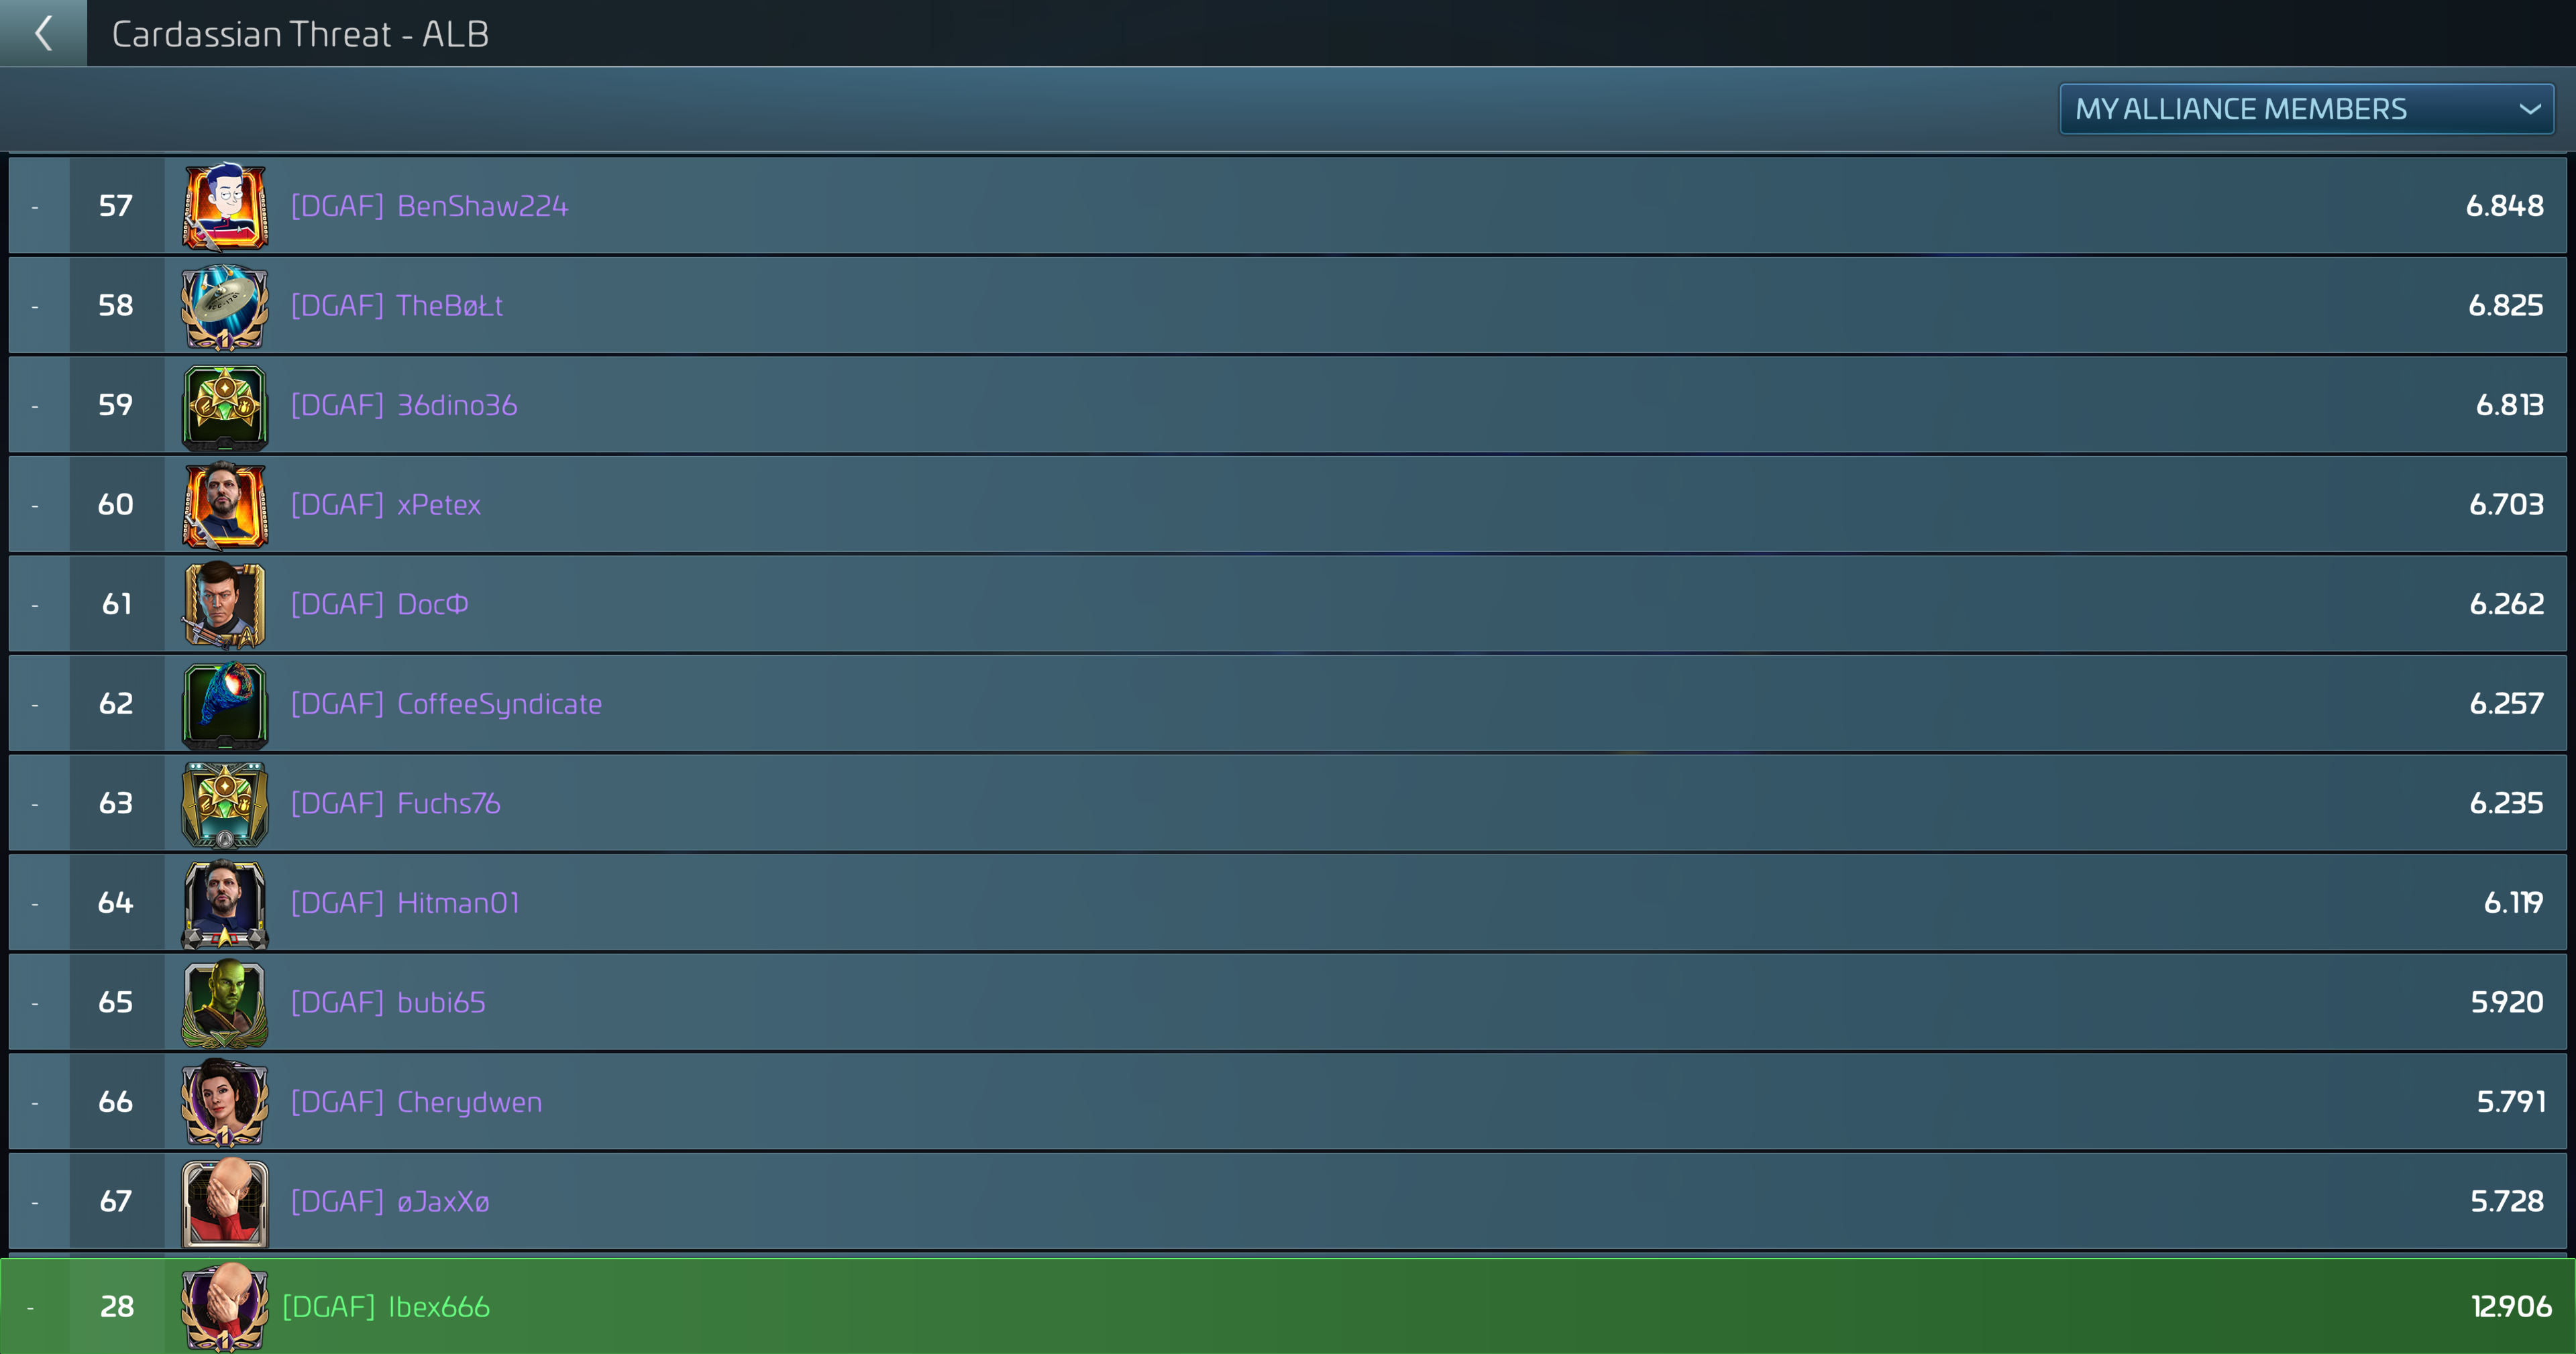 Cardassian Threat - ALB
MY ALLIANCE MEMBERS
- 57 [DGAF] BenShaw224 6.848
- 58 [DGAF] TheBøŁt 6.825
- 59 [DGAF] 36dino36 6.813
- 60 [DGAF] xPetex 6.703
- 61 [DGAF] DocΦ 6.262
- 62 [DGAF] CoffeeSyndicate 6.257
- 63 [DGAF] Fuchs76 6.235
- 64 [DGAF] Hitman01 6.119
- 65 [DGAF] bubi65 5.920
- 66 [DGAF] Cherydwen 5.791
- 67 [DGAF] øJaxXø 5.728
- 28 [DGAF] Ibex666 12.906